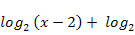 log₂ (x − 2) + log₂